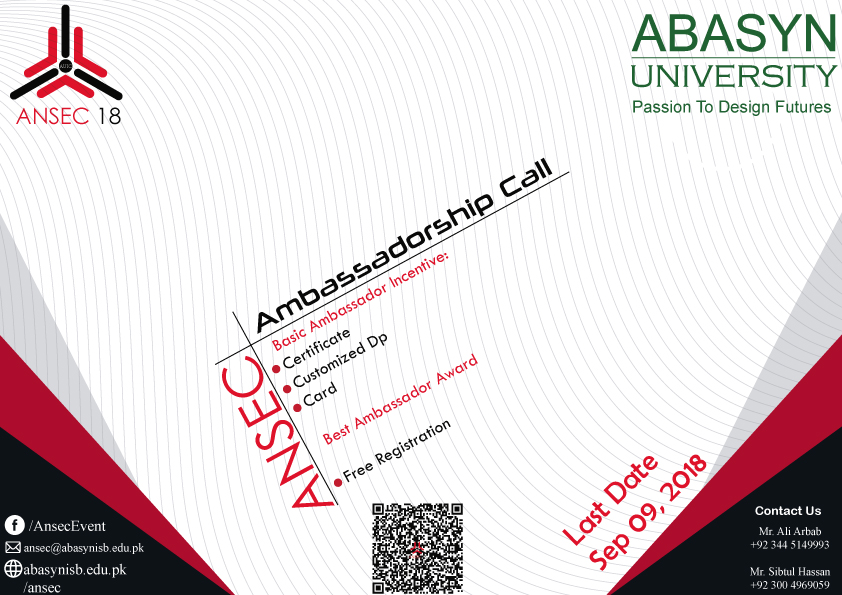 ANSEC 18
ABASYN
UNIVERSITY
Passion To Design Futures
Ambassadorship Call
ANSEC
Basic Ambassador Incentive:
Certificate
Customized Dp
Card
Best Ambassador Award
Free Registration
Last Date
Sep 09, 2018
/AnsecEvent
ansec@abasynisb.edu.pk
abasynisb.edu.pk
/ansec
Contact Us
Mr. Ali Arbab
+92 344 5149993
Mr. Sibtul Hassan
+92 300 4969059